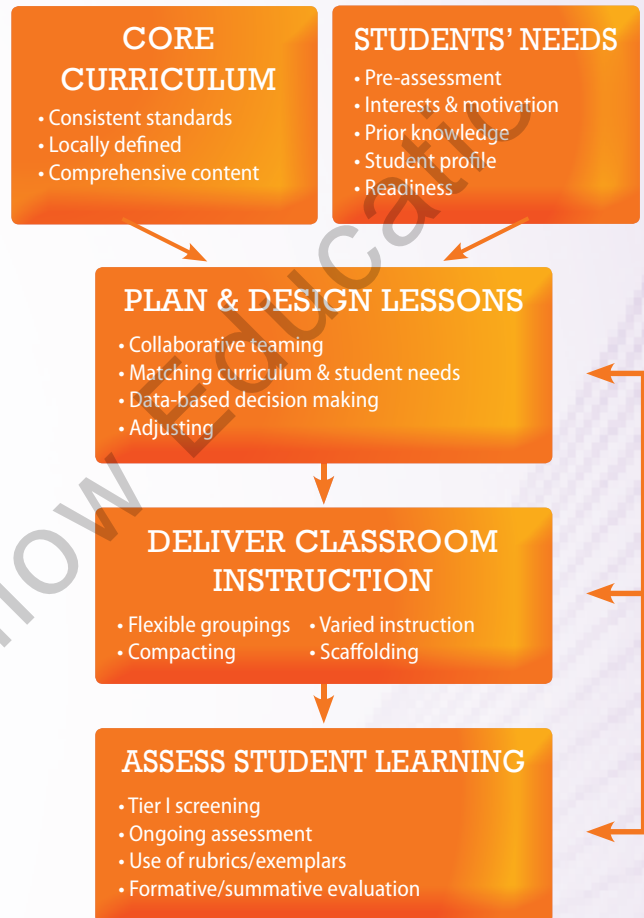 CORE
CURRICULUM
• Consistent standards
• Locally defined
• Comprehensive content
STUDENTS' NEEDS
• Pre-assessment
• Interests & motivation
• Prior knowledge
• Student profile
• Readiness
PLAN & DESIGN LESSONS
• Collaborative teaming
• Matching curriculum & student needs
• Data-based decision making
• Adjusting
DELIVER CLASSROOM
INSTRUCTION
• Flexible groupings • Varied instruction
• Compacting • Scaffolding
ASSESS STUDENT LEARNING
• Tier I screening
• Ongoing assessment
• Use of rubrics/exemplars
• Formative/summative evaluation